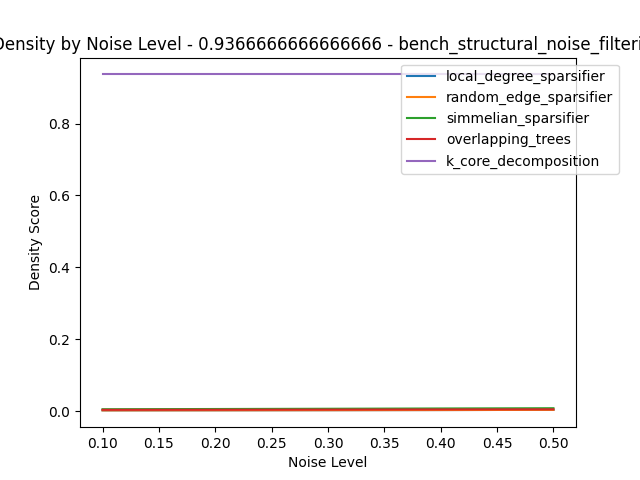 Density by Noise Level - 0.9366666666666666 - bench_structural_noise_filteri
local_degree_sparsifier
random_edge_sparsifier
simmelian_sparsifier
overlapping_trees
k_core_decomposition
Density Score
0.8
0.6
0.4
0.2
0.0
0.10 0.15 0.20 0.25 0.30 0.35 0.40 0.45 0.50
Noise Level